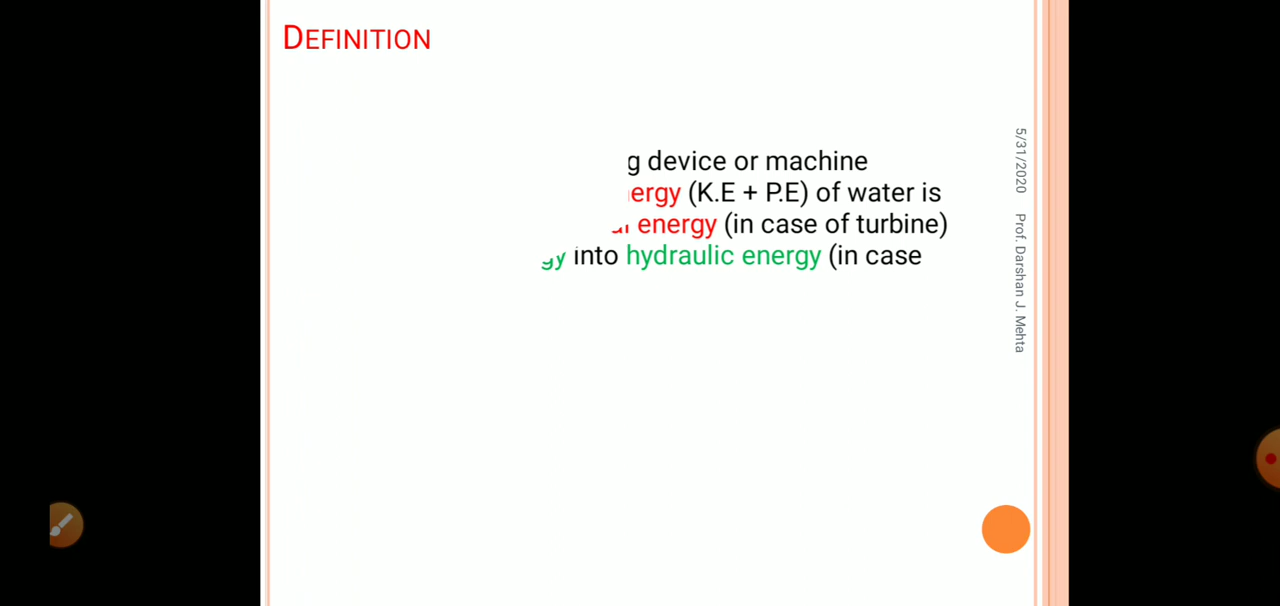 DEFINITION
device or machine
(K.E + P.E) of water is
energy (in case of turbine)
into hydraulic energy (in case
5/31/2020
Prof. Darshan J. Mehta